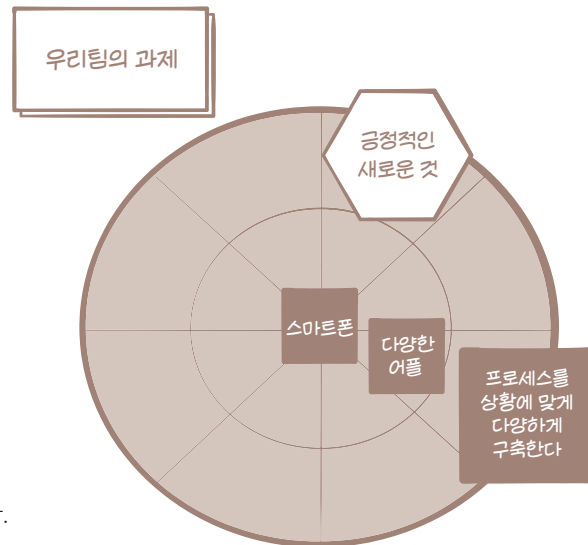 우리팀의 과제
긍정적인
새로운 것
스마트폰
다양한
어플
프로세스를
상황에 맞게
다양하게
구축한다